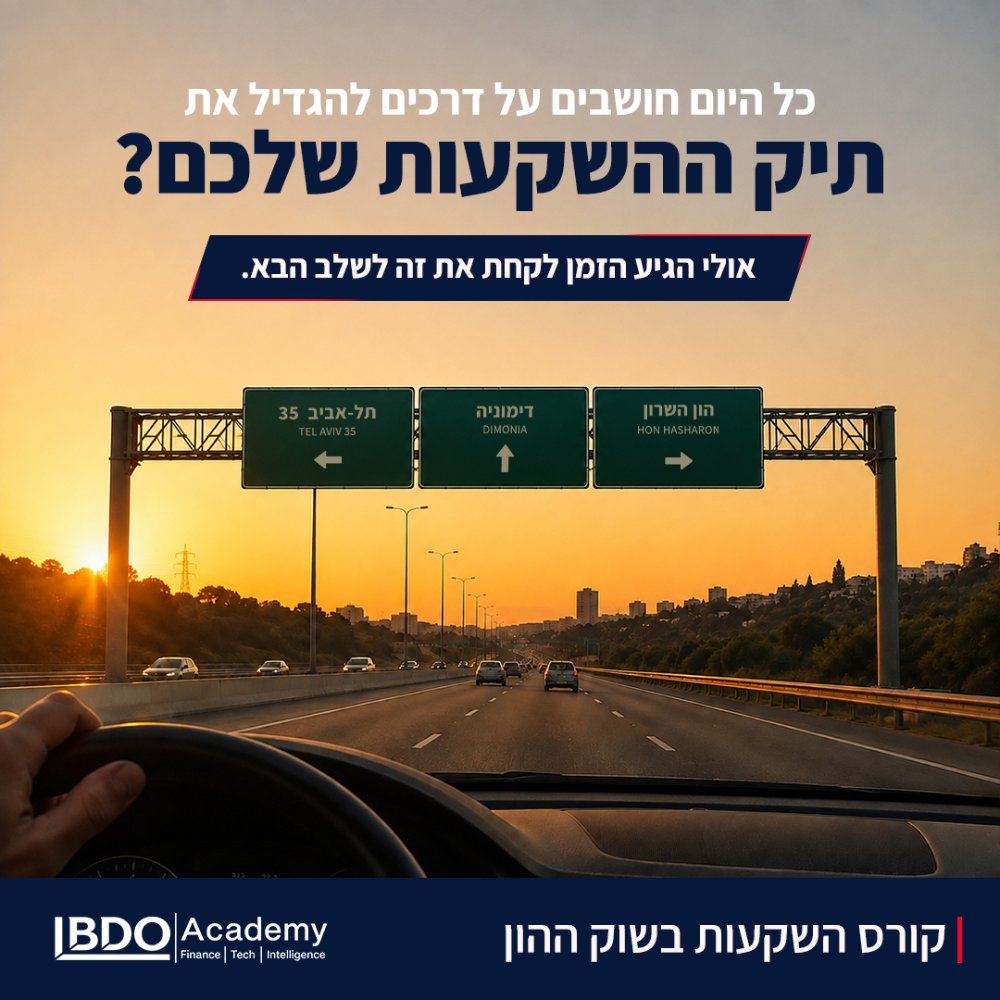 כל היום חושבים על דרכים להגדיל את
תיק ההשקעות שלכם?
אולי הגיע הזמן לקחת את זה לשלב הבא.
הון השרון
HON HASHARON
דימוניה
DIMONIA
תל-אביב 35
TEL AVIV 35
קורס השקעות בשוק ההון
BDO Academy
Finance | Tech | Intelligence